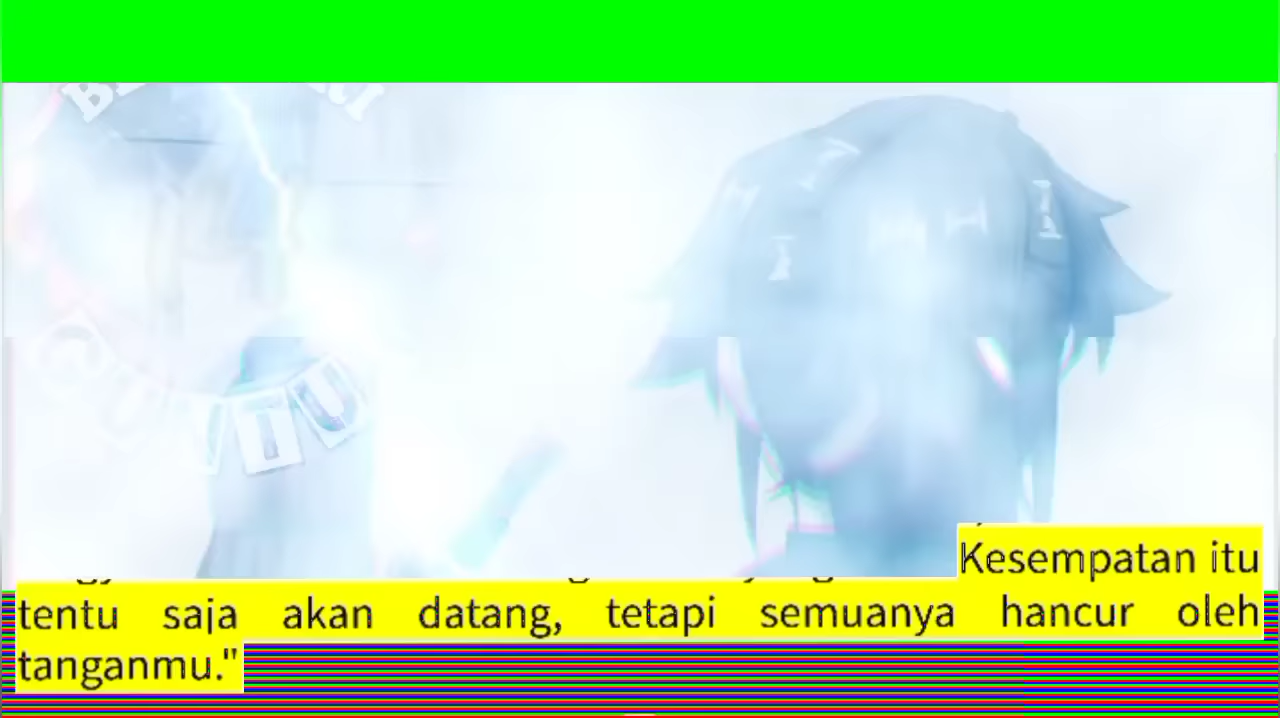 Kesempatan itu
tentu saja akan datang, tetapi semuanya hancur oleh
tanganmu."